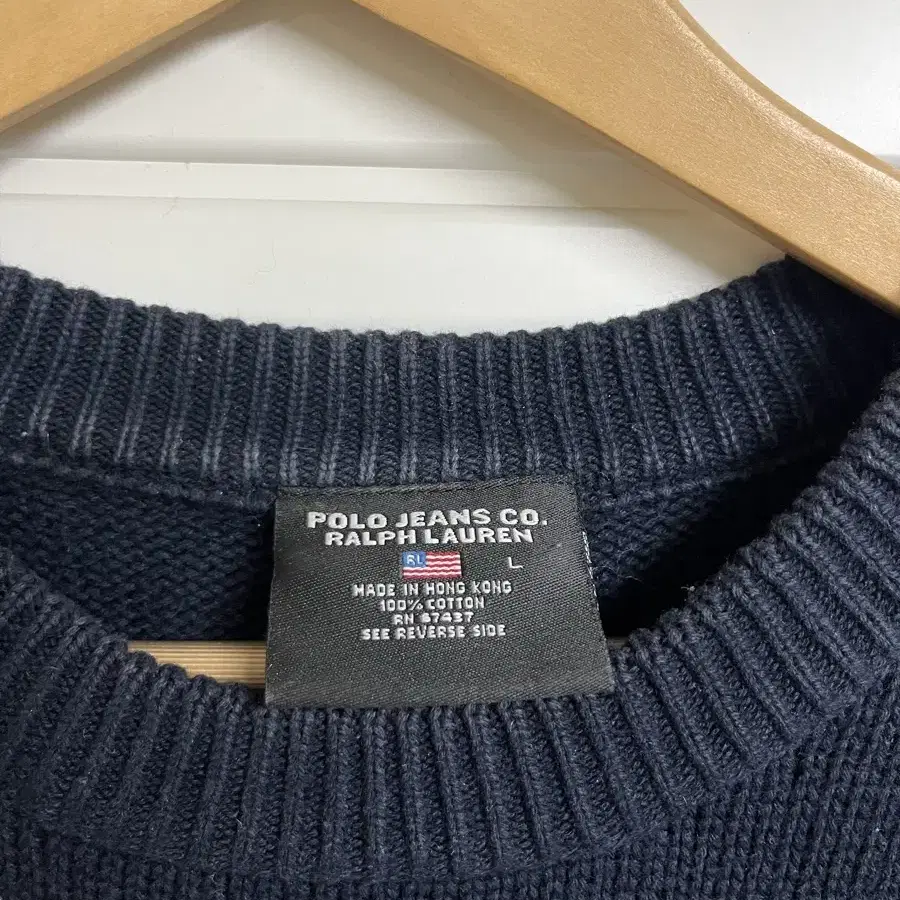 POLO JEANS CO.
RALPH LAUREN
RL L
MADE IN HONG KONG
100% COTTON
RN 87437
SEE REVERSE SIDE